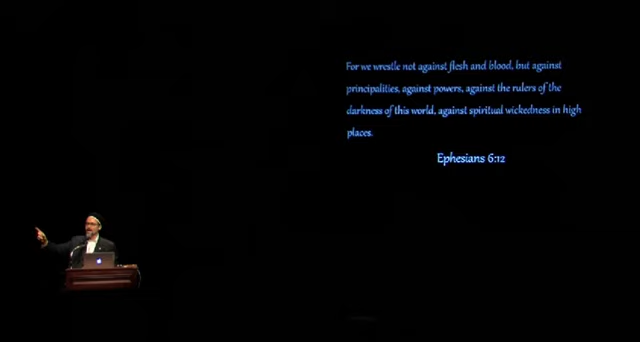 For we wrestle not against flesh and blood, but against
principalities, against powers, against the rulers of the
darkness of this world, against spiritual wickedness in high
places.
Ephesians 6:12